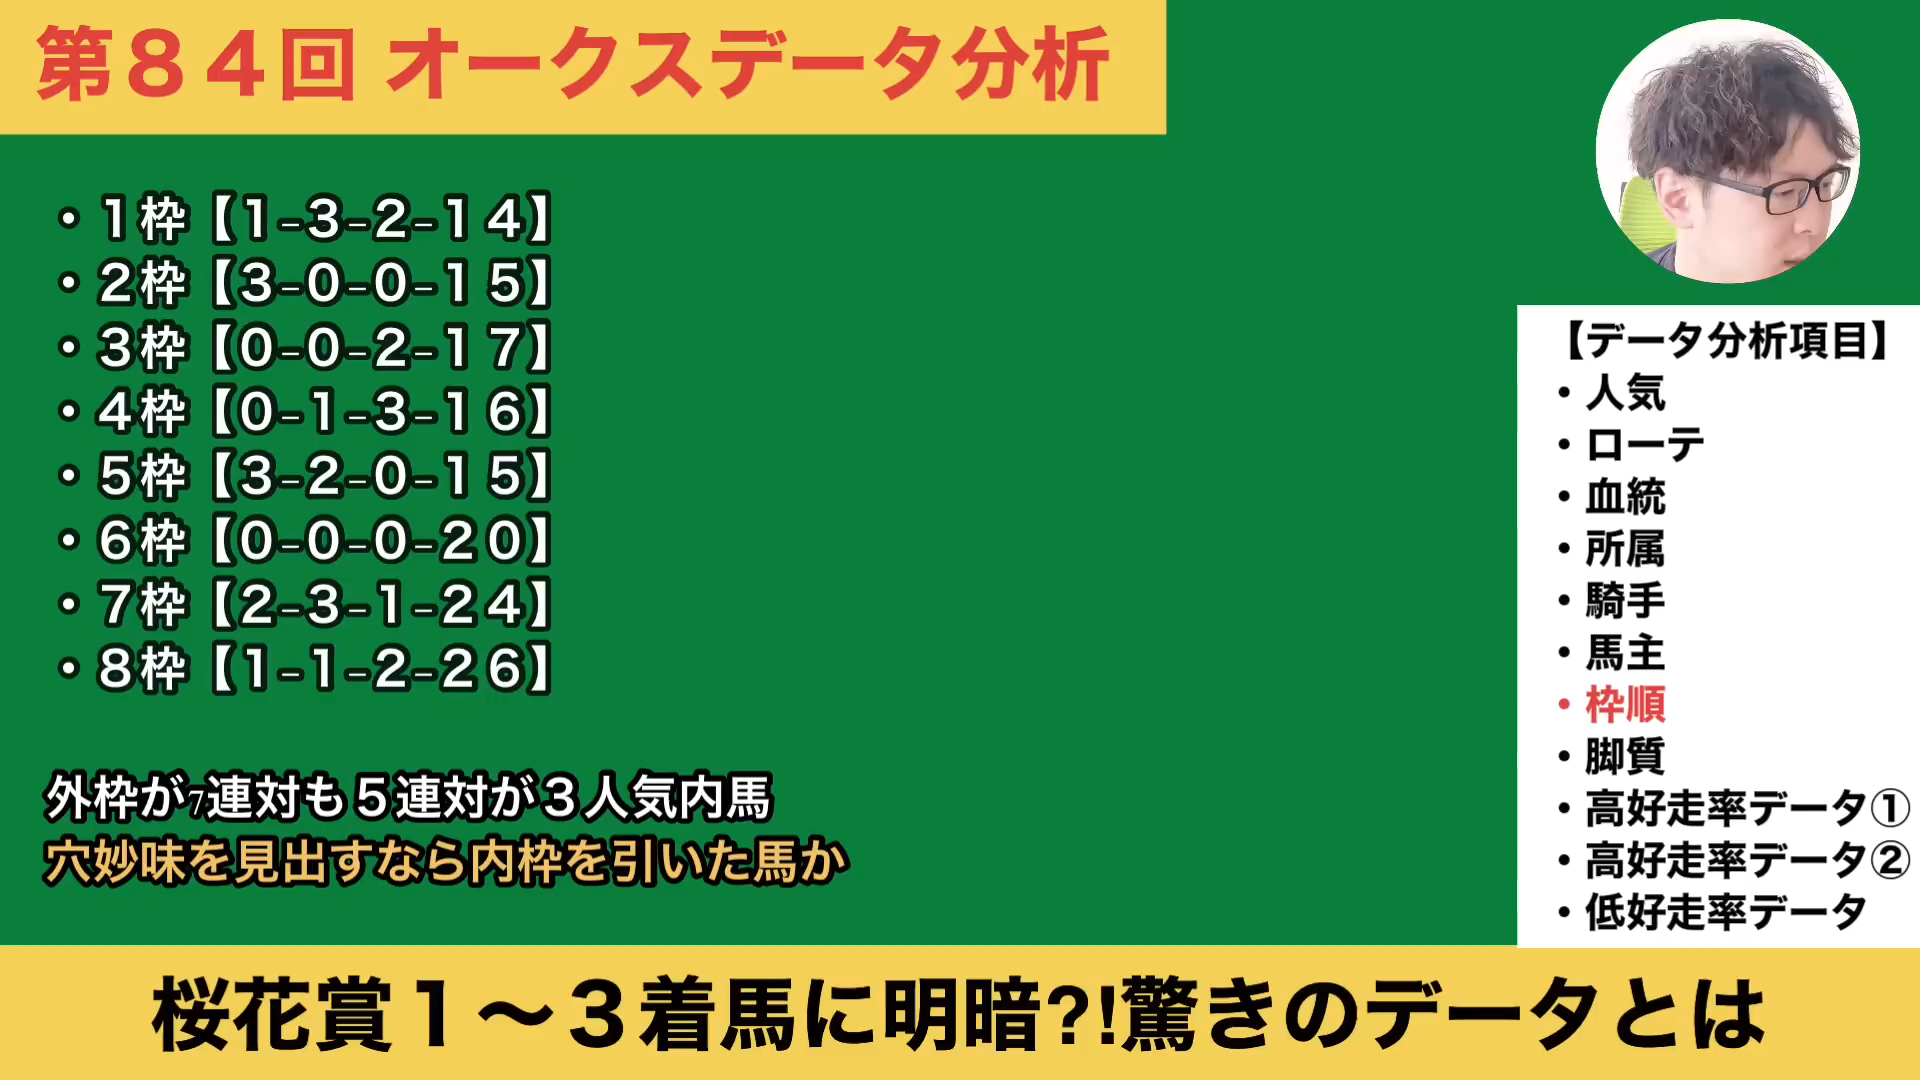 第８４回 オークスデータ分析
・１枠【１−３−２−１４】
・２枠【３−０−０−１５】
・３枠【０−０−２−１７】
・４枠【０−１−３−１６】
・５枠【３−２−０−１５】
・６枠【０−０−０−２０】
・７枠【２−３−１−２４】
・８枠【１−１−２−２６】
外枠が7連対も５連対が３人気内馬
穴妙味を見出すなら内枠を引いた馬か
【データ分析項目】
・人気
・ローテ
・血統
・所属
・騎手
・馬主
・枠順
・脚質
・高好走率データ①
・高好走率データ②
・低好走率データ
桜花賞１〜３着馬に明暗?!驚きのデータとは